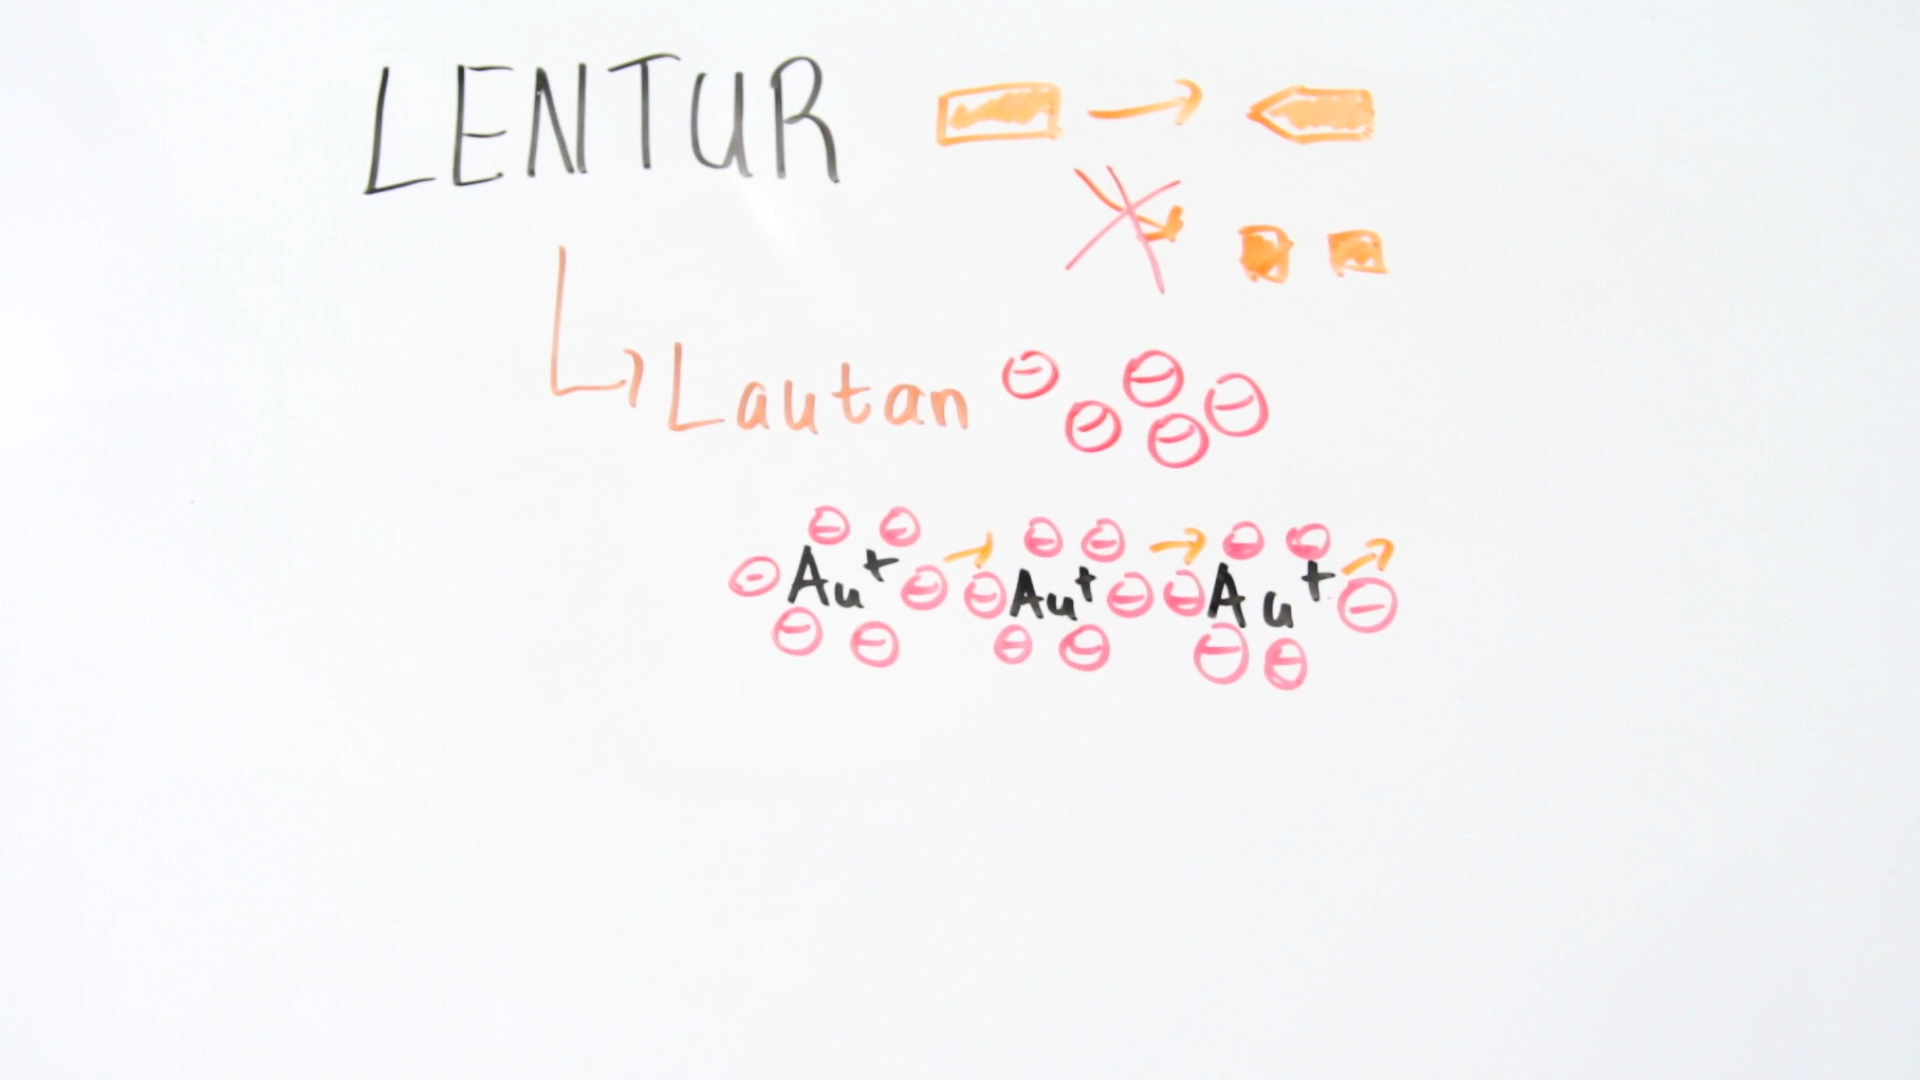 LENTUR
Lautan ⊖ ⊖ ⊖ ⊖ ⊖
Au⁺ Au⁺ Au⁺